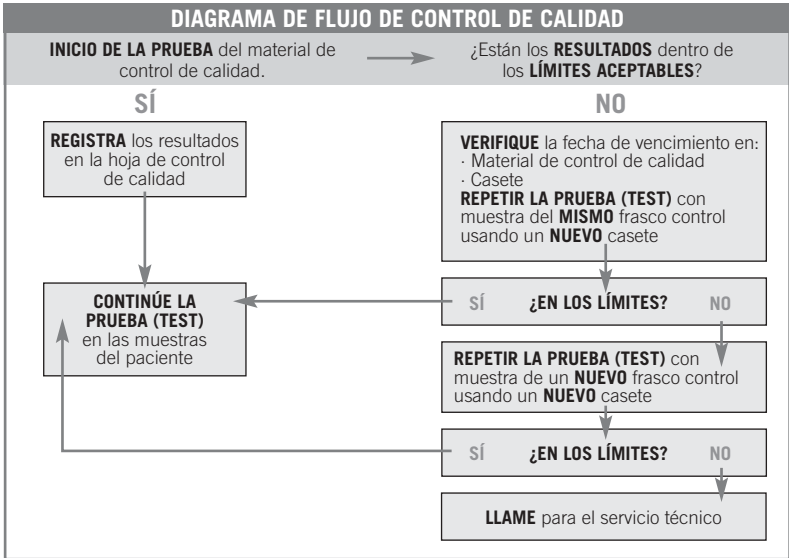 DIAGRAMA DE FLUJO DE CONTROL DE CALIDAD
INICIO DE LA PRUEBA del material de
control de calidad.
¿Están los RESULTADOS dentro de
los LÍMITES ACEPTABLES?
SÍ
REGISTRA los resultados
en la hoja de control
de calidad
CONTINÚE LA
PRUEBA (TEST)
en las muestras
del paciente
NO
VERIFIQUE la fecha de vencimiento en:
· Material de control de calidad
· Casete
REPETIR LA PRUEBA (TEST) con
muestra del MISMO frasco control
usando un NUEVO casete
SÍ ¿EN LOS LÍMITES? NO
REPETIR LA PRUEBA (TEST) con
muestra de un NUEVO frasco control
usando un NUEVO casete
SÍ ¿EN LOS LÍMITES? NO
LLAME para el servicio técnico